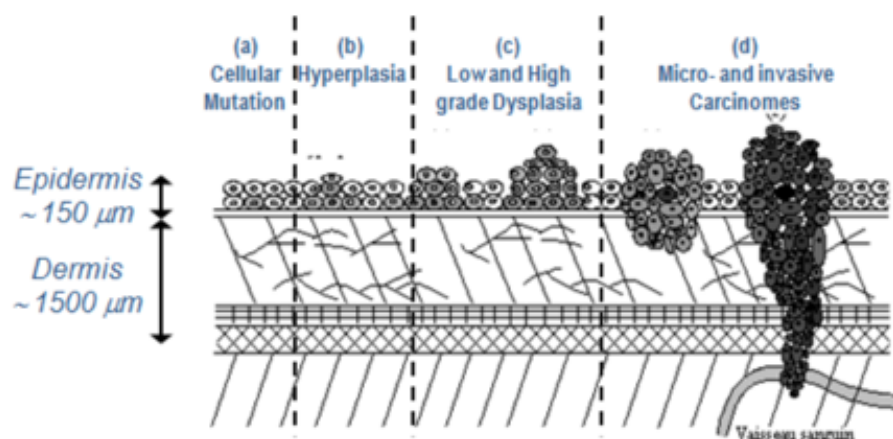 (a)
Cellular
Mutation
(b)
Hyperplasia
(c)
Low and High
grade Dysplasia
(d)
Micro- and invasive
Carcinomes
Epidermis
~ 150 µm
Dermis
~ 1500 µm
Vaisseau sanguin